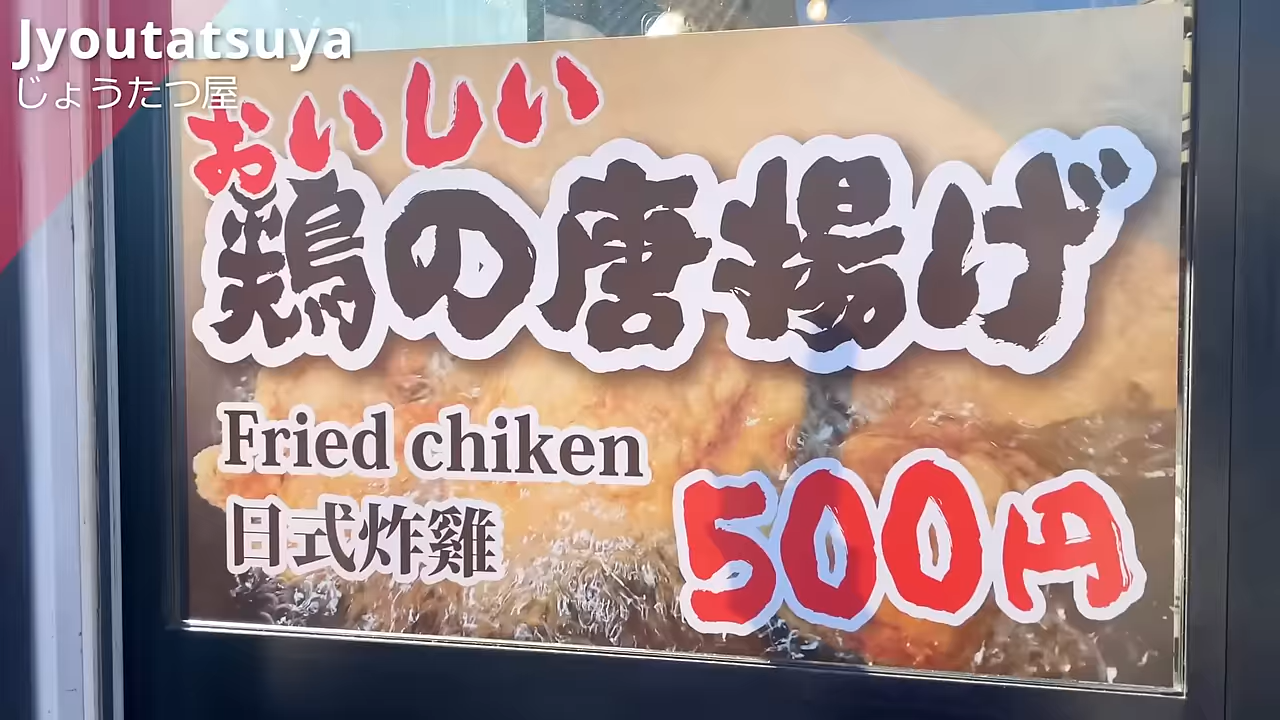 Jyoutatsuya
じょうたつ屋
おいしい
鶏の唐揚げ
Fried chiken
日式炸雞
500円